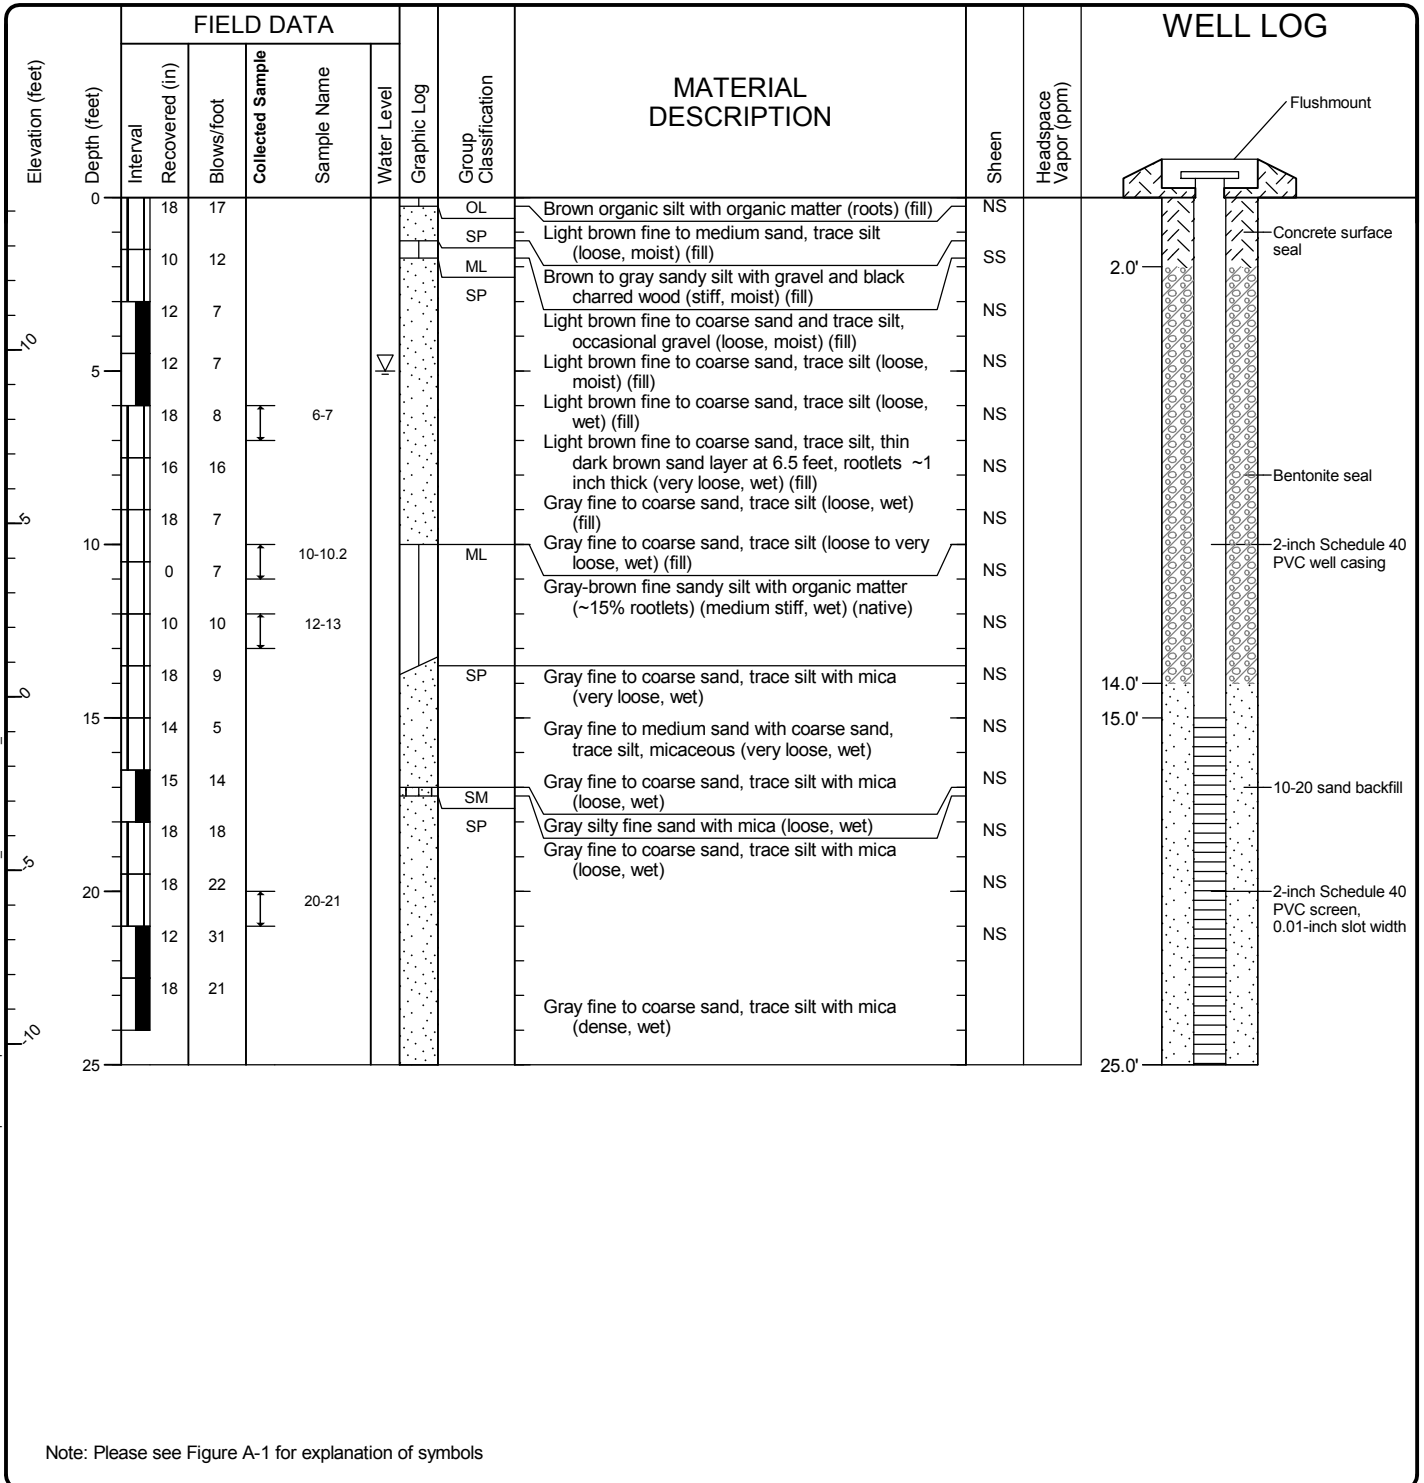 FIELD DATA
WELL LOG
Elevation (feet)
Depth (feet)
Interval
Recovered (in)
Blows/foot
Collected Sample
Sample Name
Water Level
Graphic Log
Group
Classification
MATERIAL
DESCRIPTION
Sheen
Headspace
Vapor (ppm)
Flushmount
0
18 17
OL
Brown organic silt with organic matter (roots) (fill)
NS
SP
Light brown fine to medium sand, trace silt
(loose, moist) (fill)
Concrete surface
seal
10 12
SS
ML
Brown to gray sandy silt with gravel and black
charred wood (stiff, moist) (fill)
2.0'
SP
12 7
NS
Light brown fine to coarse sand and trace silt,
occasional gravel (loose, moist) (fill)
10
5
12 7
Light brown fine to coarse sand, trace silt (loose,
moist) (fill)
NS
18 8
6-7
Light brown fine to coarse sand, trace silt (loose,
wet) (fill)
NS
16 16
Light brown fine to coarse sand, trace silt, thin
dark brown sand layer at 6.5 feet, rootlets ~1
inch thick (very loose, wet) (fill)
NS
Bentonite seal
5
18 7
Gray fine to coarse sand, trace silt (loose, wet)
(fill)
NS
10
10-10.2
ML
Gray fine to coarse sand, trace silt (loose to very
loose, wet) (fill)
2-inch Schedule 40
PVC well casing
0 7
NS
Gray-brown fine sandy silt with organic matter
(~15% rootlets) (medium stiff, wet) (native)
10 10
12-13
NS
0
18 9
SP
Gray fine to coarse sand, trace silt with mica
(very loose, wet)
NS
14.0'
15
15.0'
14 5
Gray fine to medium sand with coarse sand,
trace silt, micaceous (very loose, wet)
NS
15 14
Gray fine to coarse sand, trace silt with mica
(loose, wet)
NS
10-20 sand backfill
SM
Gray silty fine sand with mica (loose, wet)
18 18
SP
NS
-5
Gray fine to coarse sand, trace silt with mica
(loose, wet)
20
18 22
20-21
NS
2-inch Schedule 40
PVC screen,
0.01-inch slot width
12 31
NS
18 21
-10
Gray fine to coarse sand, trace silt with mica
(dense, wet)
25
25.0'
Note: Please see Figure A-1 for explanation of symbols